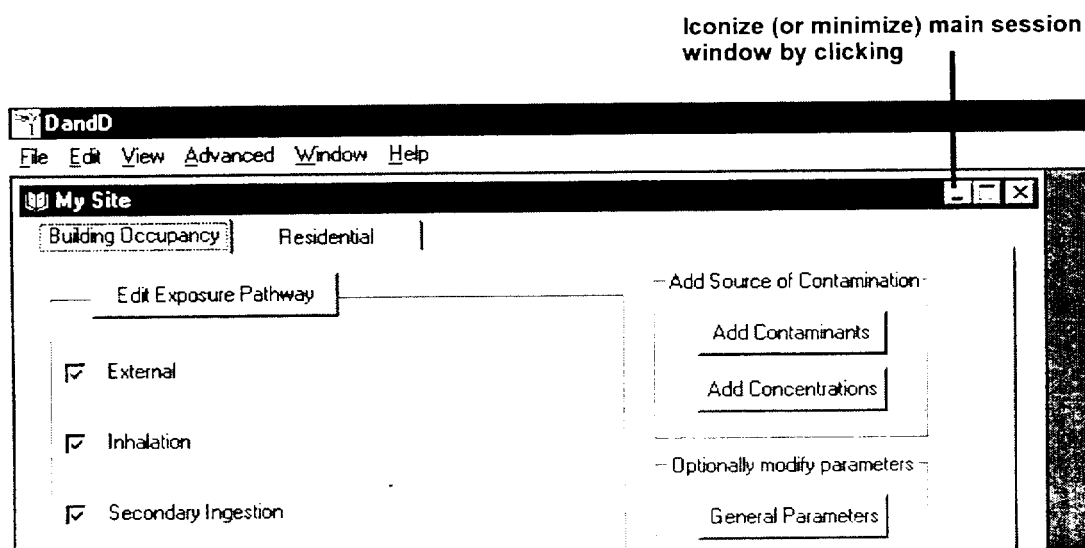 Iconize (or minimize) main session
window by clicking
DandD
File Edit View Advanced Window Help
My Site
Building Occupancy Residential
Edit Exposure Pathway
External
Inhalation
Secondary Ingestion
Add Source of Contamination
Add Contaminants
Add Concentrations
Optionally modify parameters
General Parameters